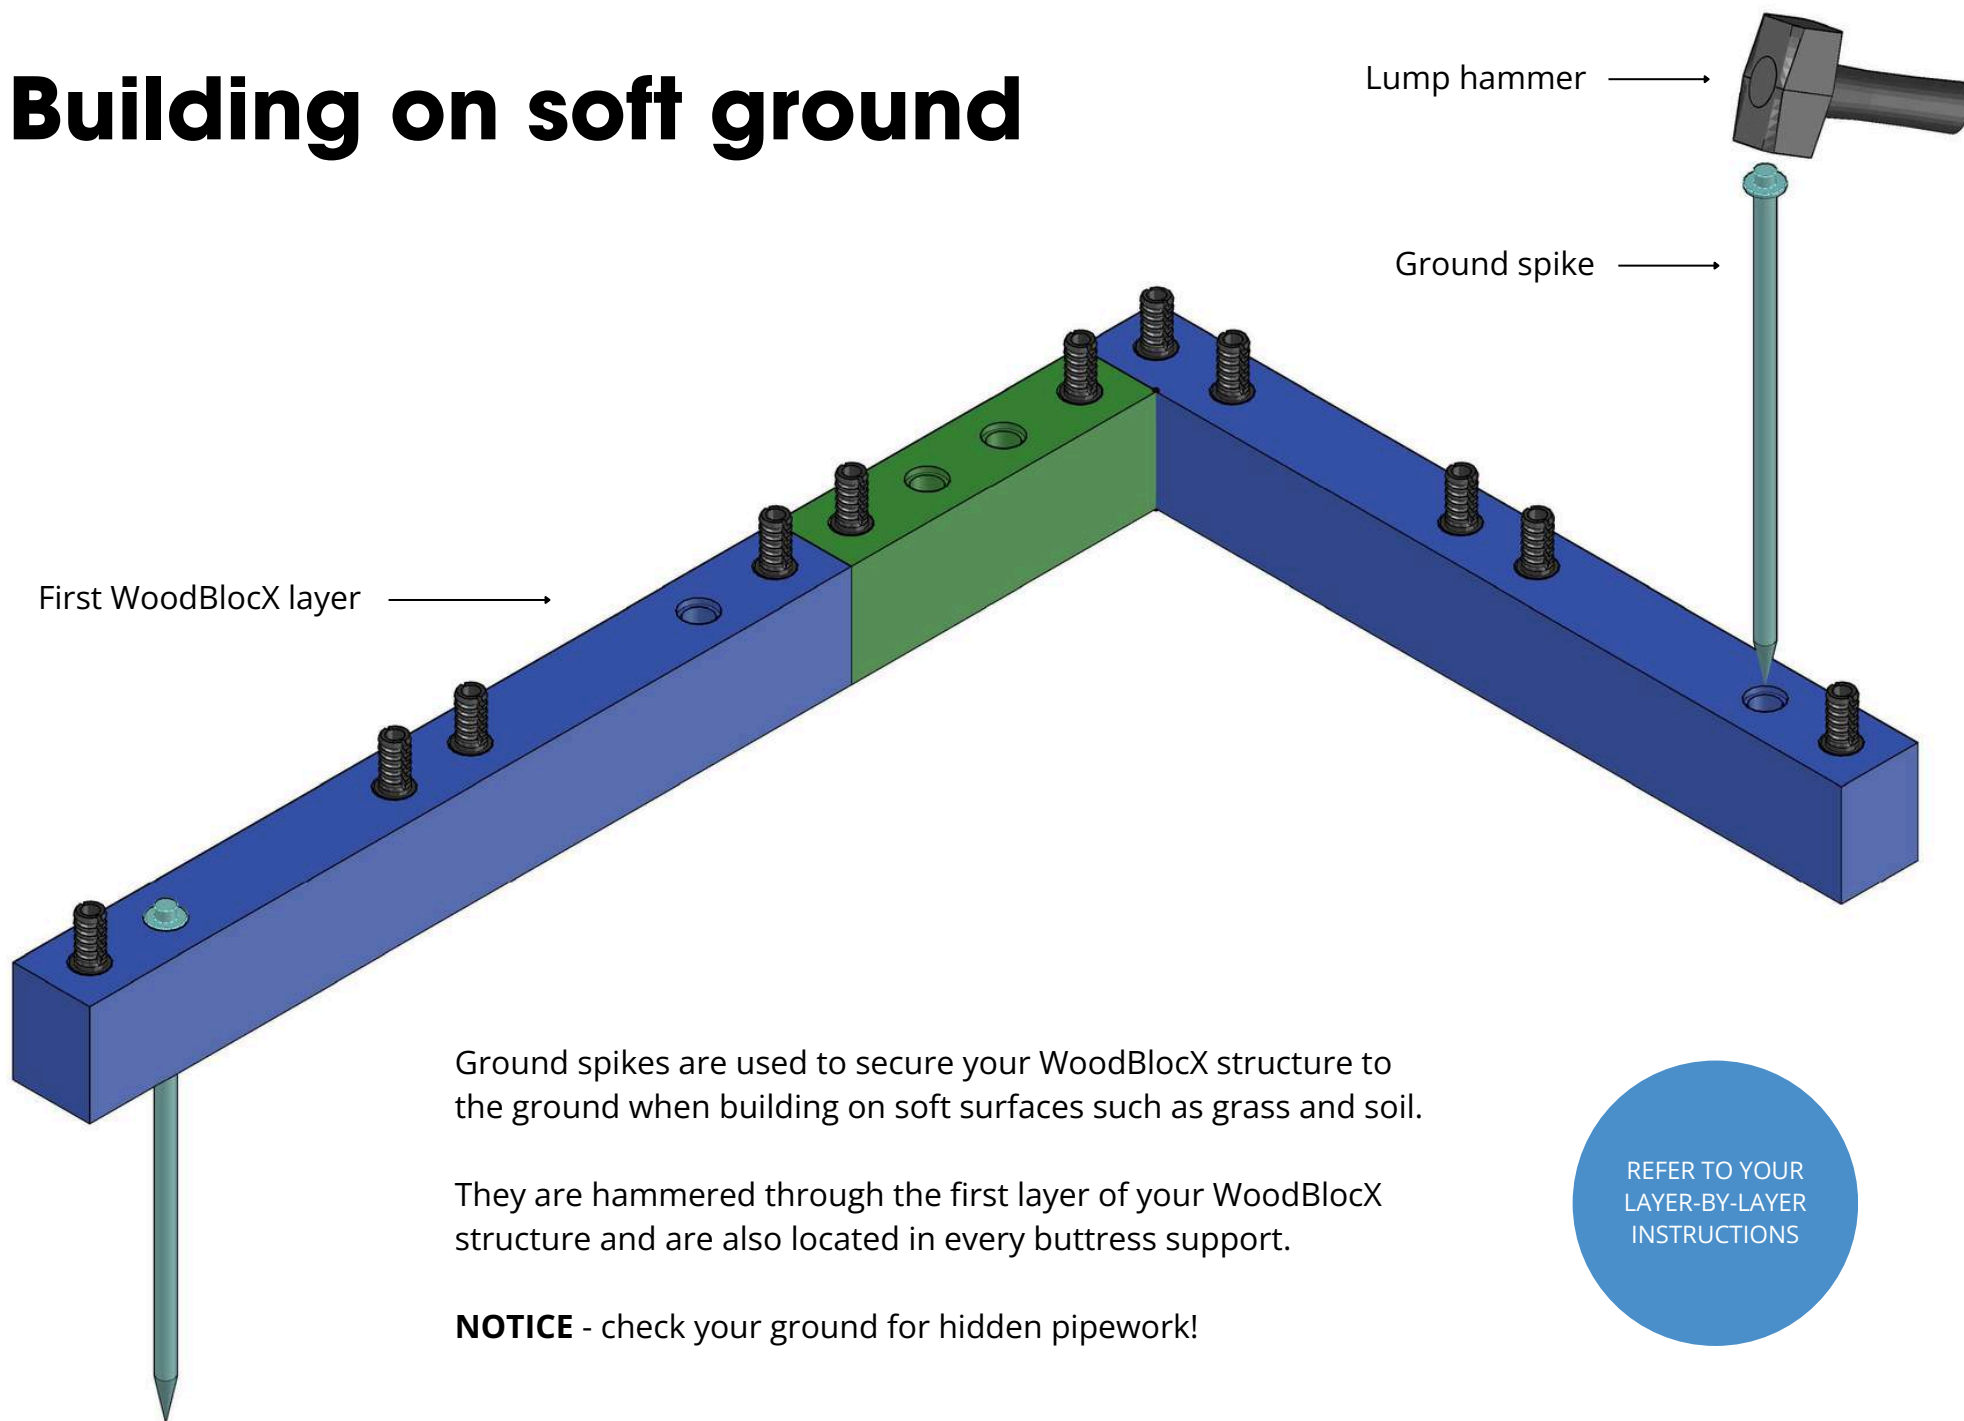 Building on soft ground
Lump hammer
Ground spike
First WoodBlocX layer
Ground spikes are used to secure your WoodBlocX structure to
the ground when building on soft surfaces such as grass and soil.
They are hammered through the first layer of your WoodBlocX
structure and are also located in every buttress support.
NOTICE - check your ground for hidden pipework!
REFER TO YOUR
LAYER-BY-LAYER
INSTRUCTIONS